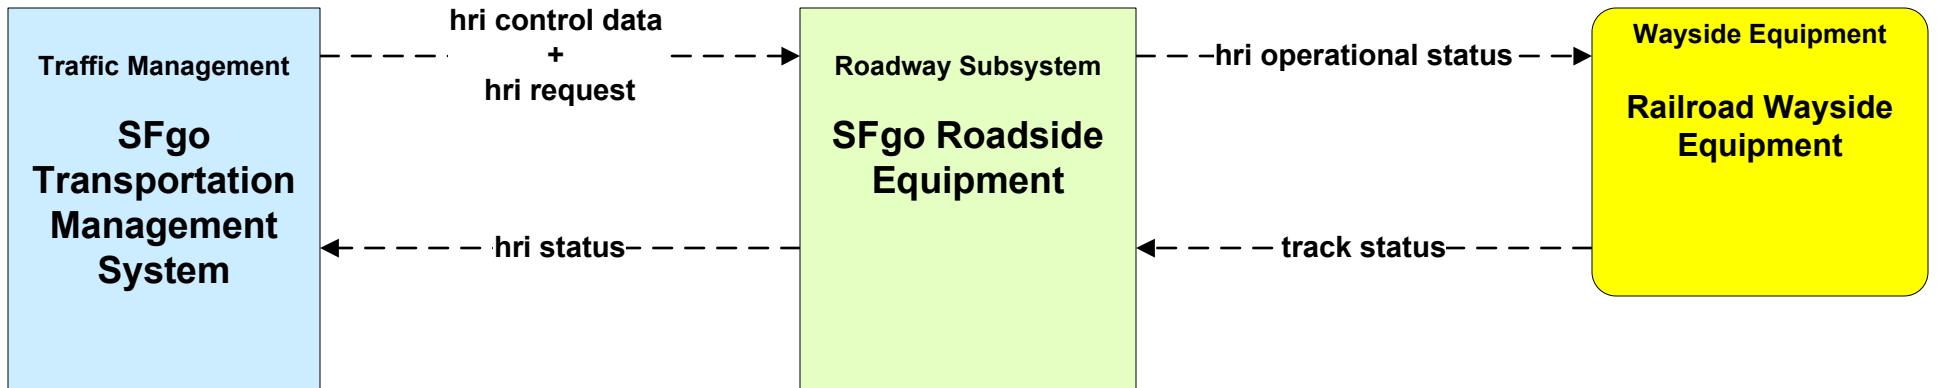 Traffic Management
SFgo
Transportation
Management
System
hri control data
+
hri request
hri status
Roadway Subsystem
SFgo Roadside
Equipment
hri operational status
track status
Wayside Equipment
Railroad Wayside
Equipment